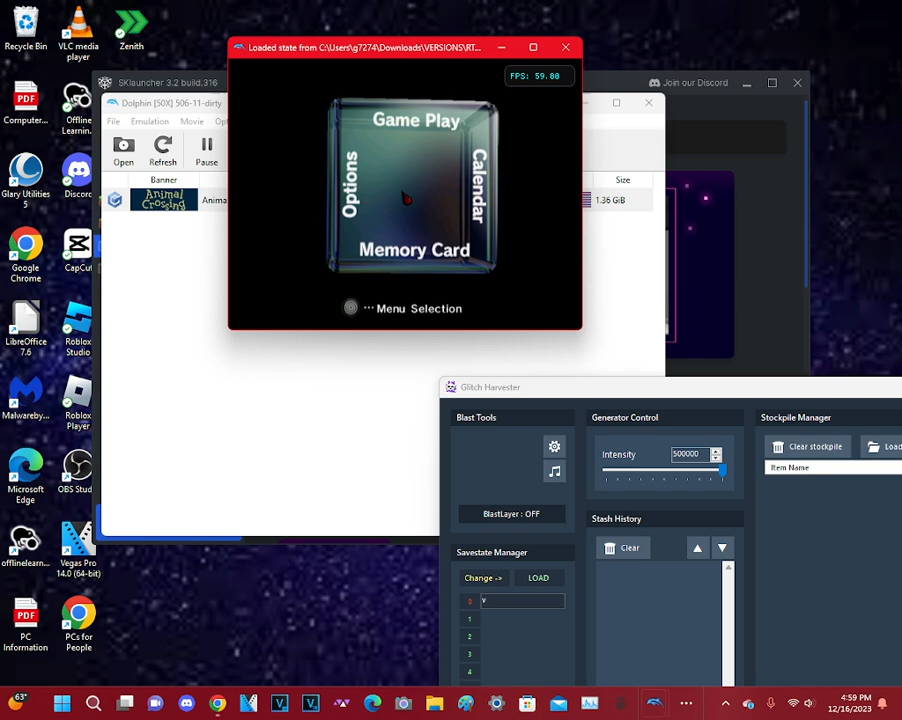 Recycle Bin
VLC media player
Zenith
Computer...
Offline Learnin...
Glary Utilities 5
Discord
Google Chrome
CapCut
LibreOffice 7.6
Roblox Studio
Malwareby...
Roblox Player
Microsoft Edge
OBS Studio
offlinelearn...
Vegas Pro 14.0 (64-bit)
PDF
PC Information
PCs for People
SKlauncher 3.2 build.316
Join our Discord
Dolphin [50X] 506-11-dirty
File Emulation Movie
Open Refresh Pause
Banner Size
Animal Crossing
1.36 GiB
Loaded state from C:\Users\g7274\Downloads\VERSIONS\RT...
FPS: 59.88
Game Play
Options
Calendar
Memory Card
··· Menu Selection
Glitch Harvester
Blast Tools
BlastLayer : OFF
Savestate Manager
Change -> LOAD
0 v
1
2
3
4
Generator Control
Intensity 500000
Stash History
Clear
Stockpile Manager
Clear stockpile
Load
Item Name
63°
4:59 PM
12/16/2023